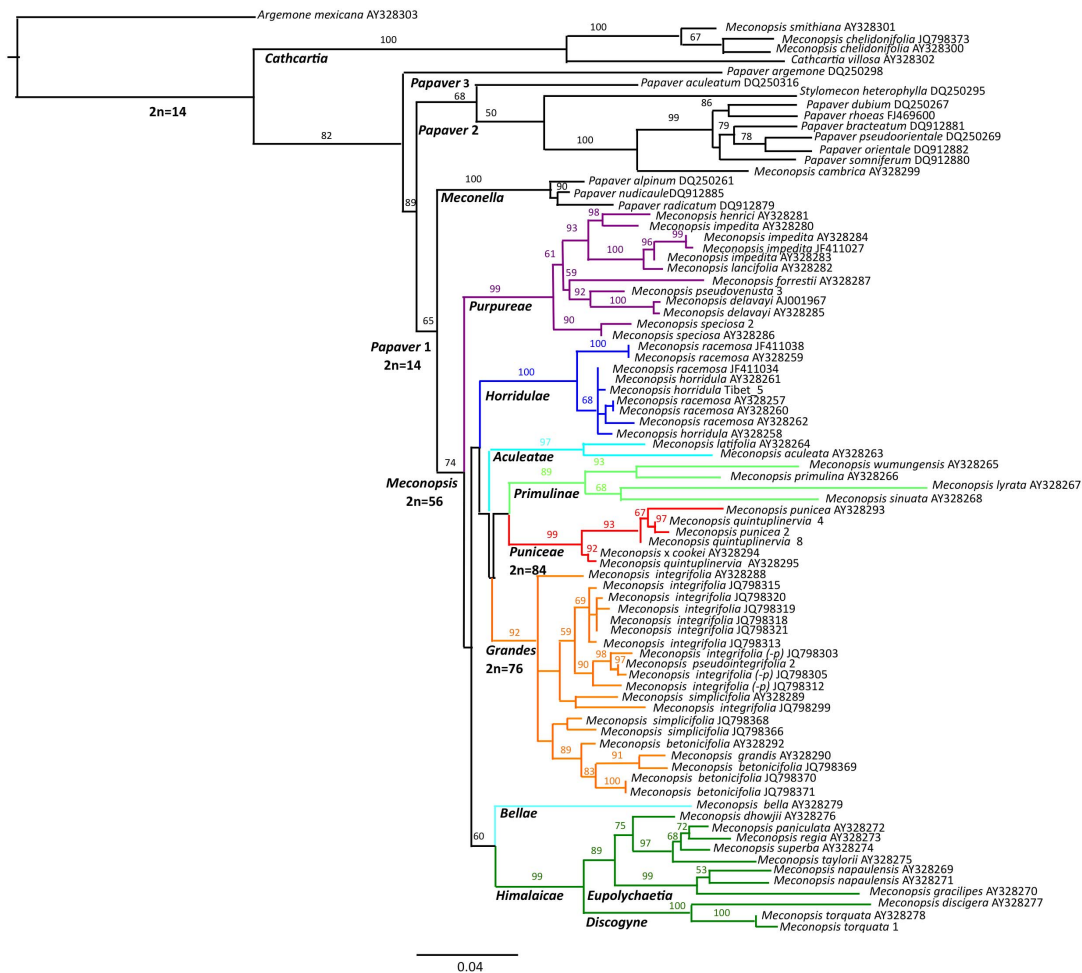 Argemone mexicana AY328303
100
Meconopsis smithiana AY328301
67
Meconopsis chelidonifolia JQ798373
Meconopsis chelidonifolia AY328300
100
Cathcartia
Cathcartia villosa AY328302
Papaver argemone DQ250298
Papaver 3
Papaver aculeatum DQ250316
Stylomecon heterophylla DQ250295
68
2n=14
50
86
Papaver dubium DQ250267
Papaver rhoeas FJ469600
99
79
Papaver bracteatum DQ912881
Papaver 2
78
Papaver pseudoorientale DQ250269
82
100
Papaver orientale DQ912882
Papaver somniferum DQ912880
Meconopsis cambrica AY328299
100
Papaver alpinum DQ250261
90
Papaver nudicauleDQ912885
Meconella
89
Papaver radicatum DQ912879
98
Meconopsis henrici AY328281
93
Meconopsis impedita AY328280
99
Meconopsis impedita AY328284
96
Meconopsis impedita JF411027
61
100
Meconopsis impedita AY328283
Meconopsis lancifolia AY328282
59
Meconopsis forrestii AY328287
99
92
Meconopsis pseudovenusta 3
Purpureae
100
Meconopsis delavayi AJ001967
Meconopsis delavayi AY328285
65
90
Meconopsis speciosa 2
Meconopsis speciosa AY328286
Papaver 1
2n=14
100
Meconopsis racemosa JF411038
Meconopsis racemosa AY328259
100
Meconopsis racemosa JF411034
Meconopsis horridula AY328261
Horridulae
Meconopsis horridula Tibet_5
68
Meconopsis racemosa AY328257
Meconopsis racemosa AY328260
Meconopsis racemosa AY328262
Meconopsis horridula AY328258
97
Meconopsis latifolia AY328264
Aculeatae
Meconopsis aculeata AY328263
74
93
Meconopsis wumungensis AY328265
89
Meconopsis primulina AY328266
Meconopsis
2n=56
Primulinae
68
Meconopsis lyrata AY328267
Meconopsis sinuata AY328268
67
Meconopsis punicea AY328293
93
97
Meconopsis quintuplinervia 4
Meconopsis punicea 2
99
Meconopsis quintuplinervia 8
Puniceae
2n=84
92
Meconopsis x cookei AY328294
Meconopsis quintuplinervia AY328295
Meconopsis integrifolia AY328288
Meconopsis integrifolia JQ798315
69
Meconopsis integrifolia JQ798320
Meconopsis integrifolia JQ798319
Meconopsis integrifolia JQ798318
92
59
Meconopsis integrifolia JQ798321
Meconopsis integrifolia JQ798313
Grandes
2n=76
98
Meconopsis integrifolia (-p) JQ798303
90
97
Meconopsis pseudointegrifolia 2
Meconopsis integrifolia (-p) JQ798305
Meconopsis integrifolia (-p) JQ798312
Meconopsis simplicifolia AY328289
Meconopsis integrifolia JQ798299
Meconopsis simplicifolia JQ798368
Meconopsis simplicifolia JQ798366
89
Meconopsis betonicifolia AY328292
91
Meconopsis grandis AY328290
83
Meconopsis betonicifolia JQ798369
100
Meconopsis betonicifolia JQ798370
Meconopsis betonicifolia JQ798371
Bellae
Meconopsis bella AY328279
Meconopsis dhowjii AY328276
60
75
72
Meconopsis paniculata AY328272
68
Meconopsis regia AY328273
89
97
Meconopsis superba AY328274
Meconopsis taylorii AY328275
99
53
Meconopsis napaulensis AY328269
99
Meconopsis napaulensis AY328271
Himalaicae
Eupolychaetia
Meconopsis gracilipes AY328270
100
Meconopsis discigera AY328277
Discogyne
100
Meconopsis torquata AY328278
Meconopsis torquata 1
0.04